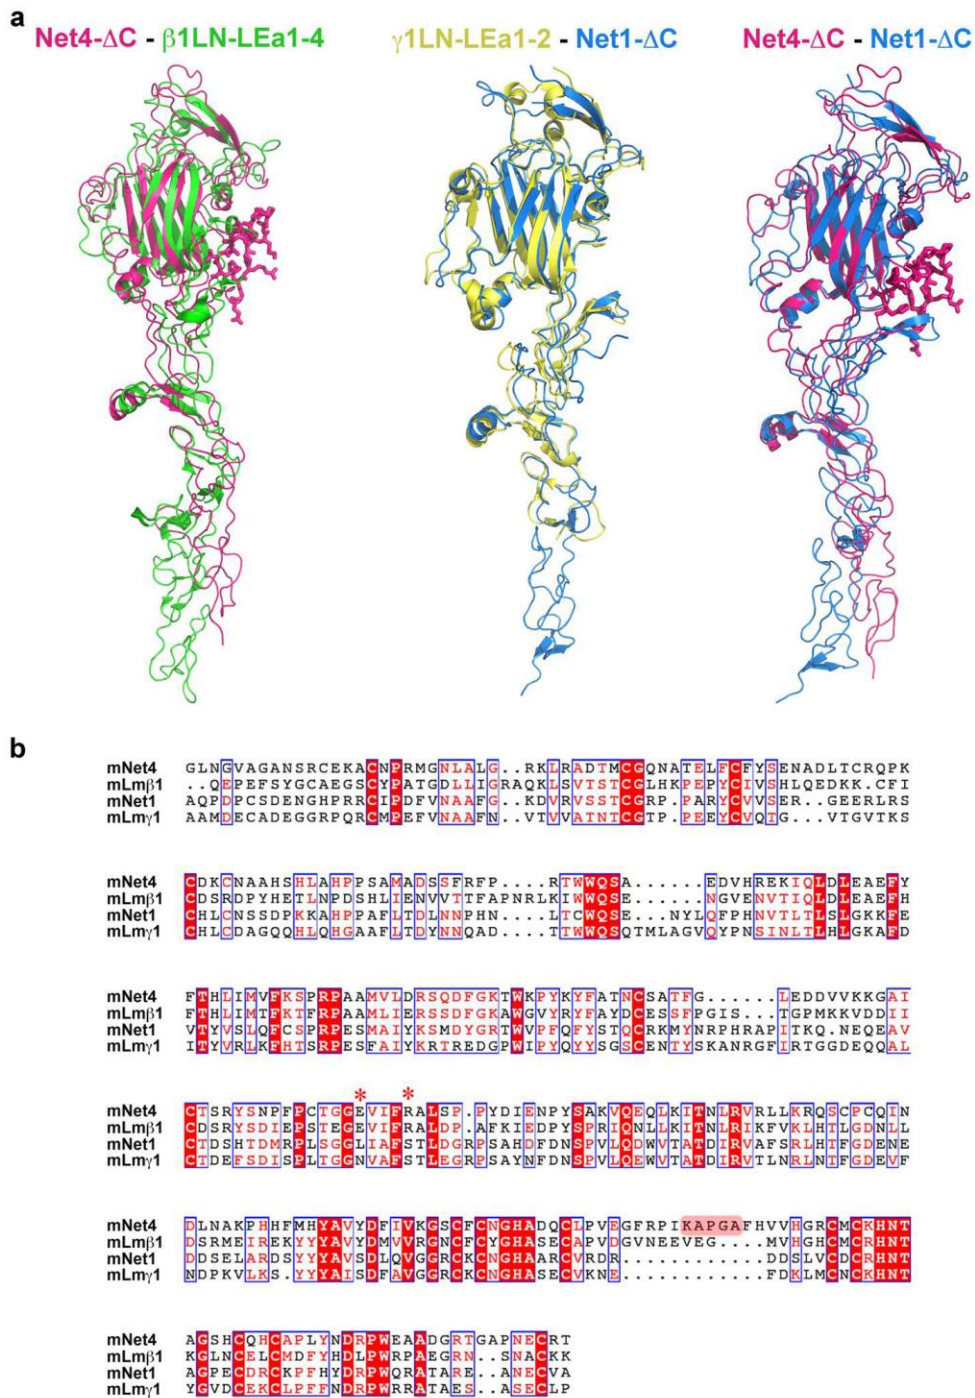 a
Net4-ΔC - β1LN-LEa1-4 γ1LN-LEa1-2 - Net1-ΔC Net4-ΔC - Net1-ΔC
b
mNet4 GLNGVAGANSRCEKACNPRMGNLALG..RKLRADTMCGQNATELFCFYSENADLTCRQPK
mLmβ1 ..QEPEFSYGCAEGSCYPATGDLLIGRAQKLSVTSTCGLHKPEPYCIVSHLQEDKK.CFI
mNet1 AQPDPCSDENGHPRRCIPDFVNAAFG..KDVRVSSTCGRP..PARYCVVSER..GEERLRS
mLmγ1 AAMDECADEGGRPQRCMPEFVNAAFN..VTVVATNTCGTP.PEEYCVQTG...VTGVTKS
mNet4 CDKCNAAHSHLAHPPSAMADSSFRFP....RTWWQSA......EDVHREKIQLDLEAEFY
mLmβ1 CDSRDPYHETLNPDSHLIENVVTTFAPNRLKIWWQSE......NGVENVTIQLDLEAEFH
mNet1 CHLCNSSDPKKAHPPAFLTDLNNPHN....LTCWQSE...NYLQFPHNVTLTLSLGKKFE
mLmγ1 CHLCDAGQQHLQHGAAFLTDYNNQAD....TTWWQSQTMLAGVQYPNSINLTLHLGKAFD
mNet4 FTHLIMVFKSPRPAAMVLDRSQDFGKTWKPYKYFATNCSATFG......LEDDVVKKGAI
mLmβ1 FTHLIMTFKTFRPAAMLIERSSDFGKAWGVYRYFAYDCESSFPGIS...TGPMKKVDDII
mNet1 VTYVSLQFCSPRPESMAIYKSMDYGRTWVPFQFYSTQCRKMYNRPHRAPITKQ.NEQEAV
mLmγ1 ITYVRLKFHTSRPESFAIYKRTREDGPWIPYQYYSGSCENTYSKANRGFIRTGGDEQQAL
* *
mNet4 CTSRYSNPFPCTGGEVIFRALSP.PYDIENPYSAKVQEQLKITNLRVRLLKRQSCPCQIN
mLmβ1 CDSRYSDIEPSTEGEVIFRALDP.AFKIEDPYSPRIQNLLKITNLRIKFVKLHTLGDNLL
mNet1 CTDSHTDMRPLSGGLIAFSTLDGRPSAHDFDNSPVLQDWVTATDIRVAFSRLHTFGDENE
mLmγ1 CTDEFSDISPLTGGNVAFSTLEGRPSAYNFDNSPVLQEWVTATDIRVTLNRLNTFGDEVF
mNet4 DLNAKPHHFMHYAVYDFIVKGSCFCNGHADQCLPVEGFRPIKAPGAFHVVHGRCMCKHNT
mLmβ1 DSRMEIREKYYYAVYDMVVRGNCFCYGHASECAPVDGVNEEVEG....MVHGHCMCRHNT
mNet1 DDSELARDSYYYAVSDLQVGGRCKCNGHAARCVRDR............DDSLVCDCRHNT
mLmγ1 NDPKVLKS.YYYAISDFAVGGRCKCNGHASECVKNE............FDKLMCNCKHNT
mNet4 AGSHCQHCAPLYNDRPWEAADGRTGAPNECRT
mLmβ1 KGLNCELCMDFYHDLPWRPAEGRN..SNACKK
mNet1 AGPECDRCKPFHYDRPWQRATARE..ANECVA
mLmγ1 YGVDCEKCLPFFNDRPWRRATAES..ASECLP